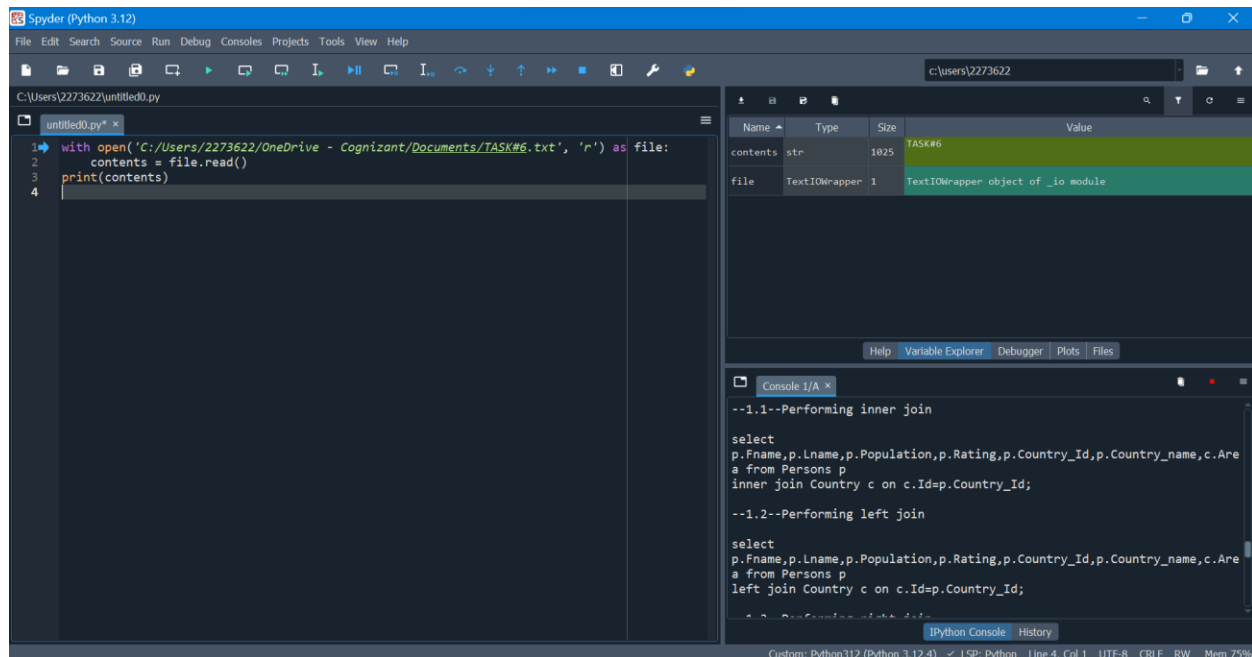 Spyder (Python 3.12)
File Edit Search Source Run Debug Consoles Projects Tools View Help
c:\users\2273622
C:\Users\2273622\untitled0.py
untitled0.py*
1 with open('C:/Users/2273622/OneDrive - Cognizant/Documents/TASK#6.txt', 'r') as file:
2 contents = file.read()
3 print(contents)
4
Name Type Size Value
contents str 1025 TASK#6
file TextIOWrapper 1 TextIOWrapper object of _io module
Help Variable Explorer Debugger Plots Files
Console 1/A
--1.1--Performing inner join
select
p.Fname,p.Lname,p.Population,p.Rating,p.Country_Id,p.Country_name,c.Are
a from Persons p
inner join Country c on c.Id=p.Country_Id;
--1.2--Performing left join
select
p.Fname,p.Lname,p.Population,p.Rating,p.Country_Id,p.Country_name,c.Are
a from Persons p
left join Country c on c.Id=p.Country_Id;
IPython Console History
Custom: Python312 (Python 3.12.4) ✓ LSP: Python Line 4, Col 1 UTF-8 CRLF RW Mem 75%